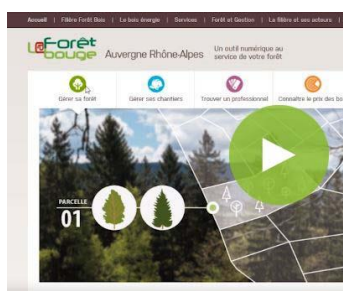 Accueil | Filière Forêt Bois | Le bois énergie | Services | Forêt et Gestion | La filière et ses acteurs |
La Forêt bouge
Auvergne Rhône-Alpes
Un outil numérique au
service de votre forêt
Gérer sa forêt
Gérer ses chantiers
Trouver un professionnel
Connaître le prix des bo
PARCELLE
01